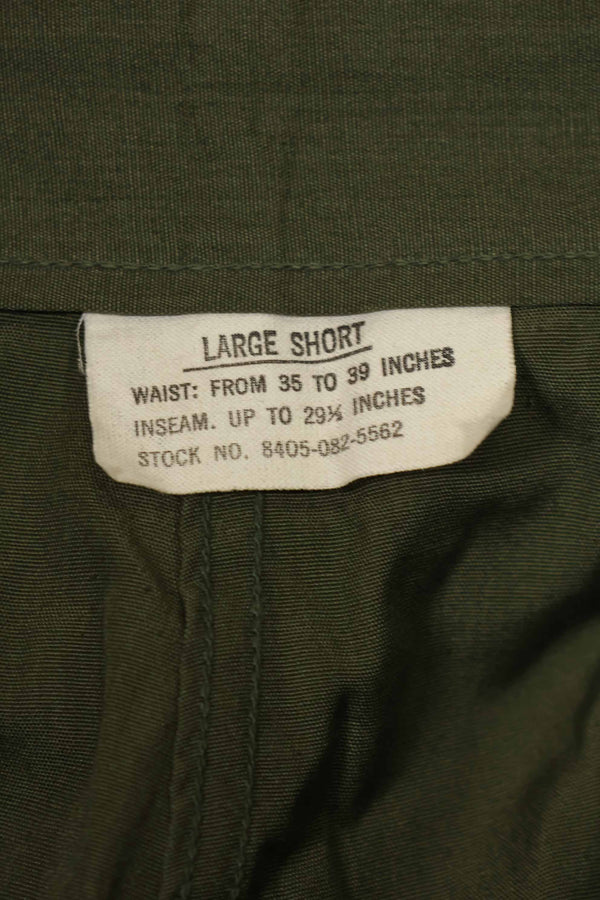 LARGE SHORT
WAIST: FROM 35 TO 39 INCHES
INSEAM. UP TO 29½ INCHES
STOCK NO. 8405-082-5562